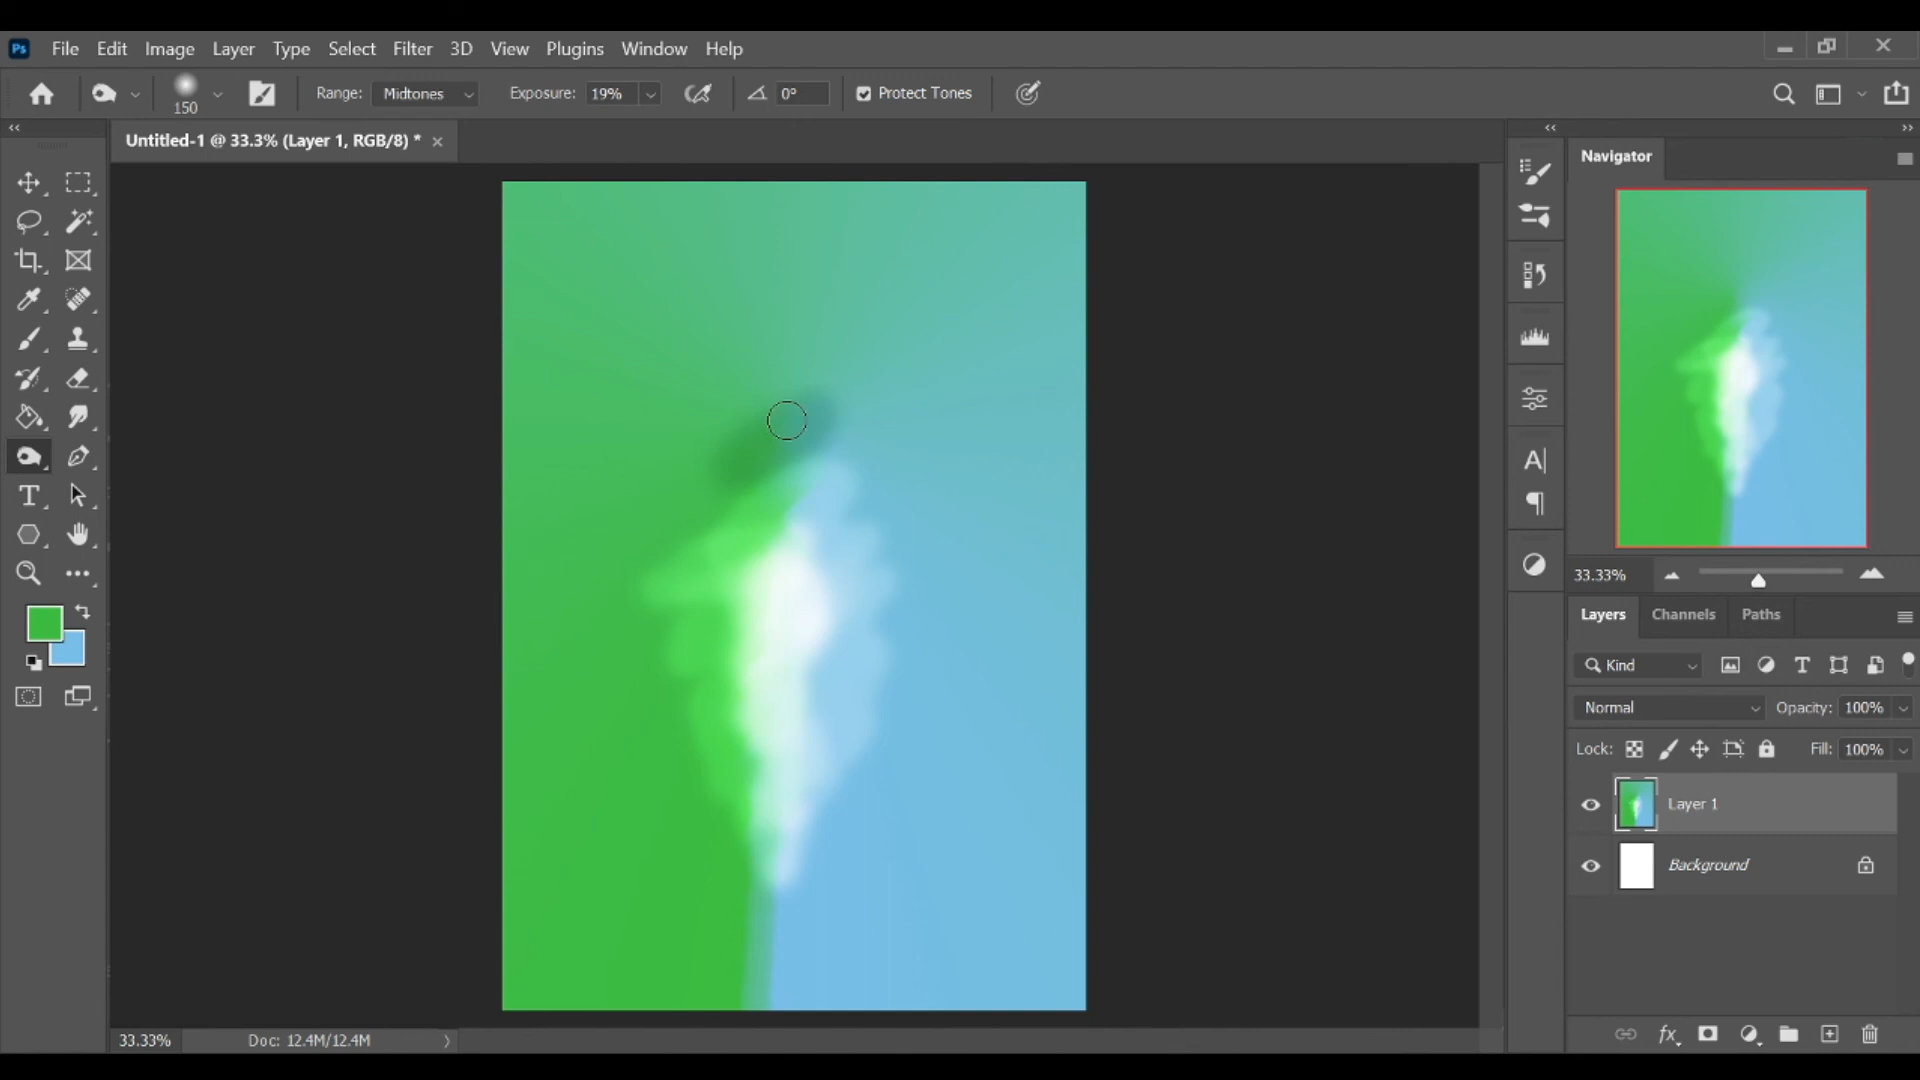 Ps File Edit Image Layer Type Select Filter 3D View Plugins Window Help
150 Range: Midtones Exposure: 19% 0° Protect Tones
Untitled-1 @ 33.3% (Layer 1, RGB/8) *
Navigator
33.33%
Layers Channels Paths
Kind
Normal Opacity: 100%
Lock: Fill: 100%
Layer 1
Background
33.33% Doc: 12.4M/12.4M